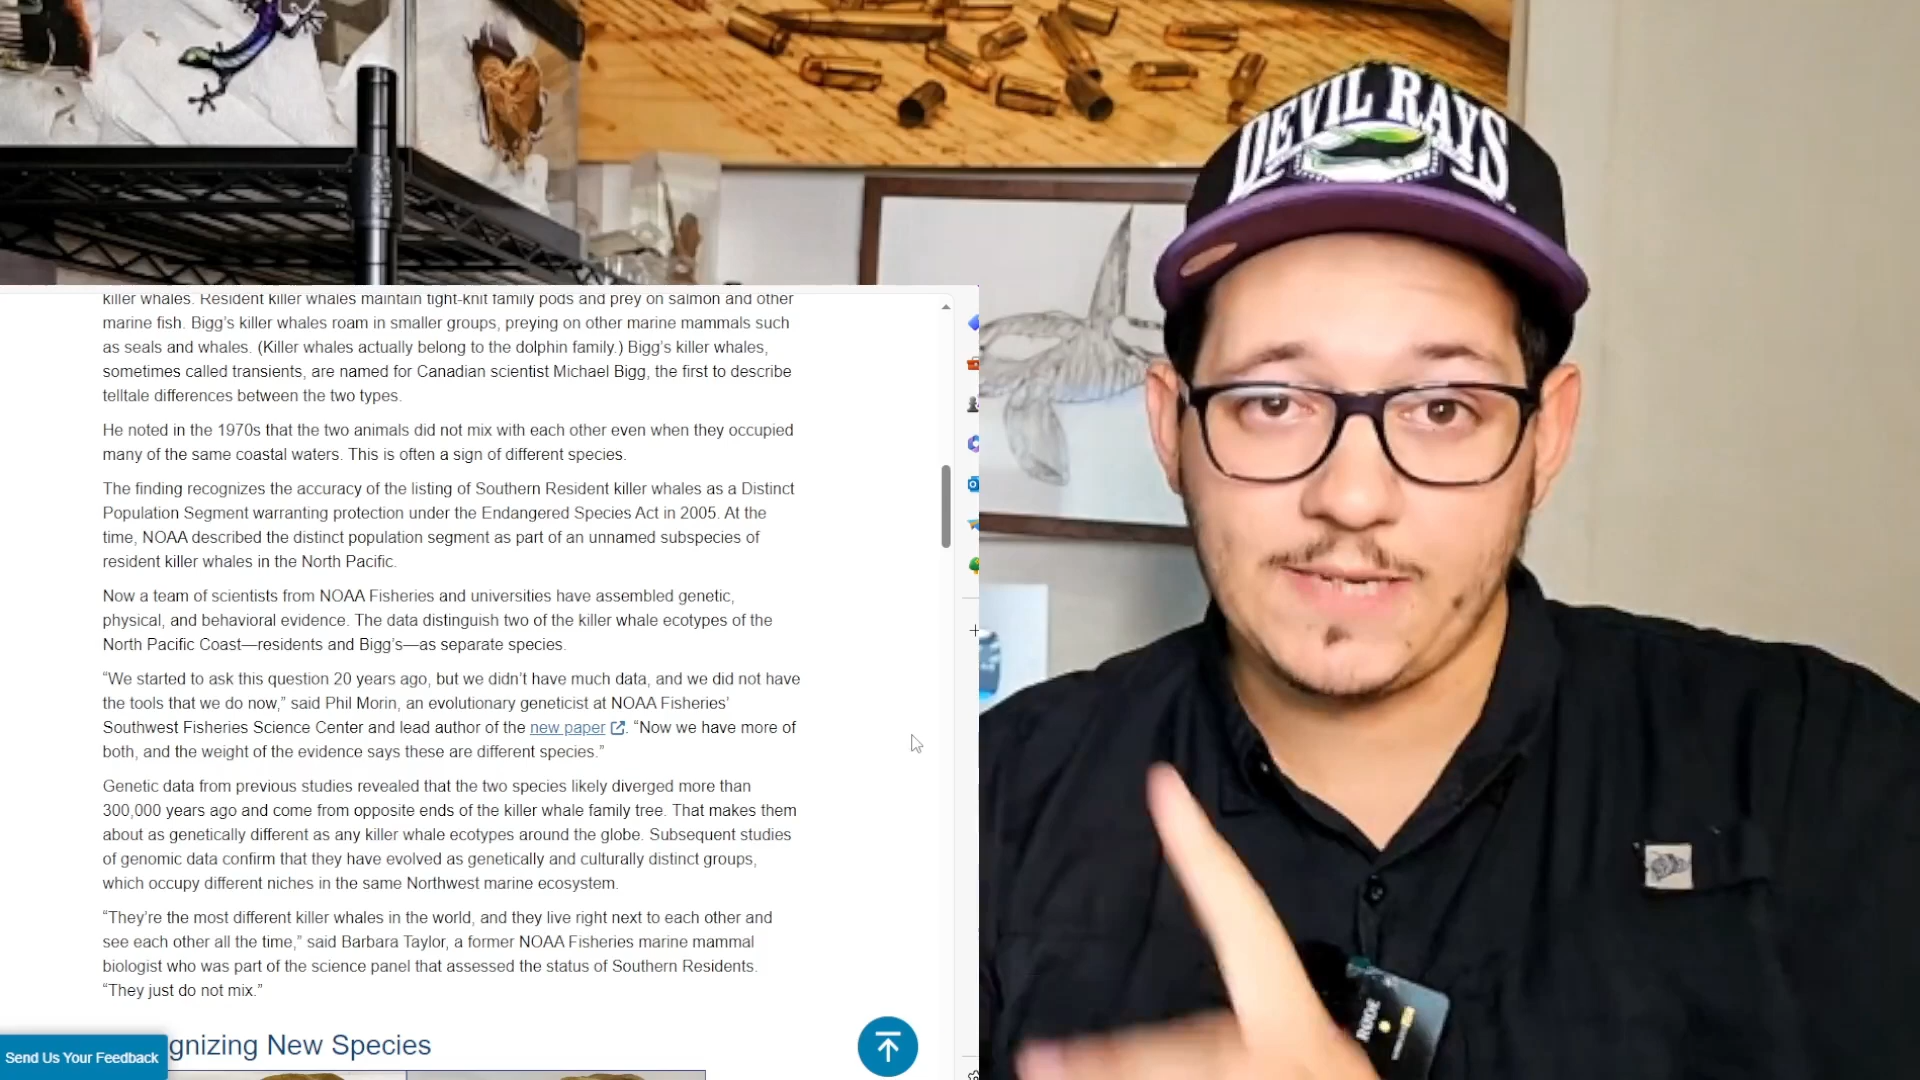 DEVIL RAYS
killer whales. Resident killer whales maintain tight-knit family pods and prey on salmon and other
marine fish. Bigg’s killer whales roam in smaller groups, preying on other marine mammals such
as seals and whales. (Killer whales actually belong to the dolphin family.) Bigg’s killer whales,
sometimes called transients, are named for Canadian scientist Michael Bigg, the first to describe
telltale differences between the two types.
He noted in the 1970s that the two animals did not mix with each other even when they occupied
many of the same coastal waters. This is often a sign of different species.
The finding recognizes the accuracy of the listing of Southern Resident killer whales as a Distinct
Population Segment warranting protection under the Endangered Species Act in 2005. At the
time, NOAA described the distinct population segment as part of an unnamed subspecies of
resident killer whales in the North Pacific.
Now a team of scientists from NOAA Fisheries and universities have assembled genetic,
physical, and behavioral evidence. The data distinguish two of the killer whale ecotypes of the
North Pacific Coast—residents and Bigg’s—as separate species.
“We started to ask this question 20 years ago, but we didn’t have much data, and we did not have
the tools that we do now,” said Phil Morin, an evolutionary geneticist at NOAA Fisheries’
Southwest Fisheries Science Center and lead author of the new paper. “Now we have more of
both, and the weight of the evidence says these are different species.”
Genetic data from previous studies revealed that the two species likely diverged more than
300,000 years ago and come from opposite ends of the killer whale family tree. That makes them
about as genetically different as any killer whale ecotypes around the globe. Subsequent studies
of genomic data confirm that they have evolved as genetically and culturally distinct groups,
which occupy different niches in the same Northwest marine ecosystem.
“They’re the most different killer whales in the world, and they live right next to each other and
see each other all the time,” said Barbara Taylor, a former NOAA Fisheries marine mammal
biologist who was part of the science panel that assessed the status of Southern Residents.
“They just do not mix.”
gnizing New Species
Send Us Your Feedback
RODE